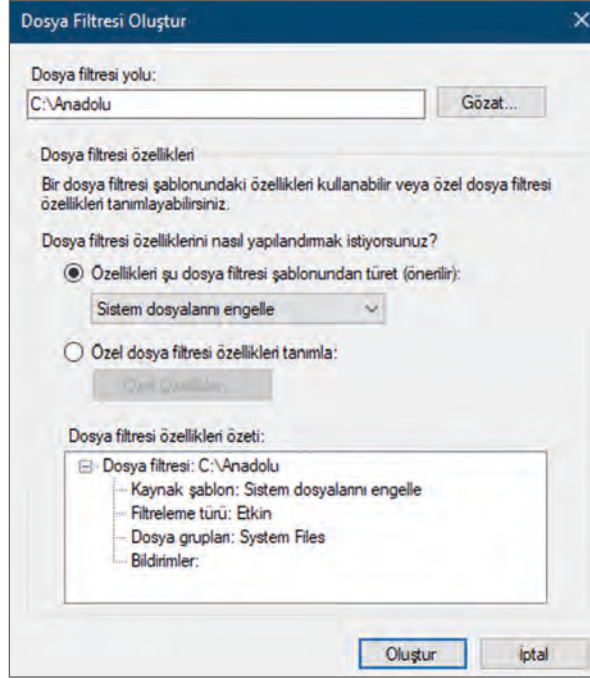 Dosya Filtresi Oluştur
Dosya filtresi yolu:
C:\Anadolu
Gözat...
Dosya filtresi özellikleri
Bir dosya filtresi şablonundaki özellikleri kullanabilir veya özel dosya filtresi
özellikleri tanımlayabilirsiniz.
Dosya filtresi özelliklerini nasıl yapılandırmak istiyorsunuz?
Özellikleri şu dosya filtresi şablonundan türet (önerilir):
Sistem dosyalarını engelle
Özel dosya filtresi özellikleri tanımla:
Dosya filtresi özellikleri özeti:
Dosya filtresi: C:\Anadolu
Kaynak şablon: Sistem dosyalarını engelle
Filtreleme türü: Etkin
Dosya grupları: System Files
Bildirimler:
Oluştur
İptal